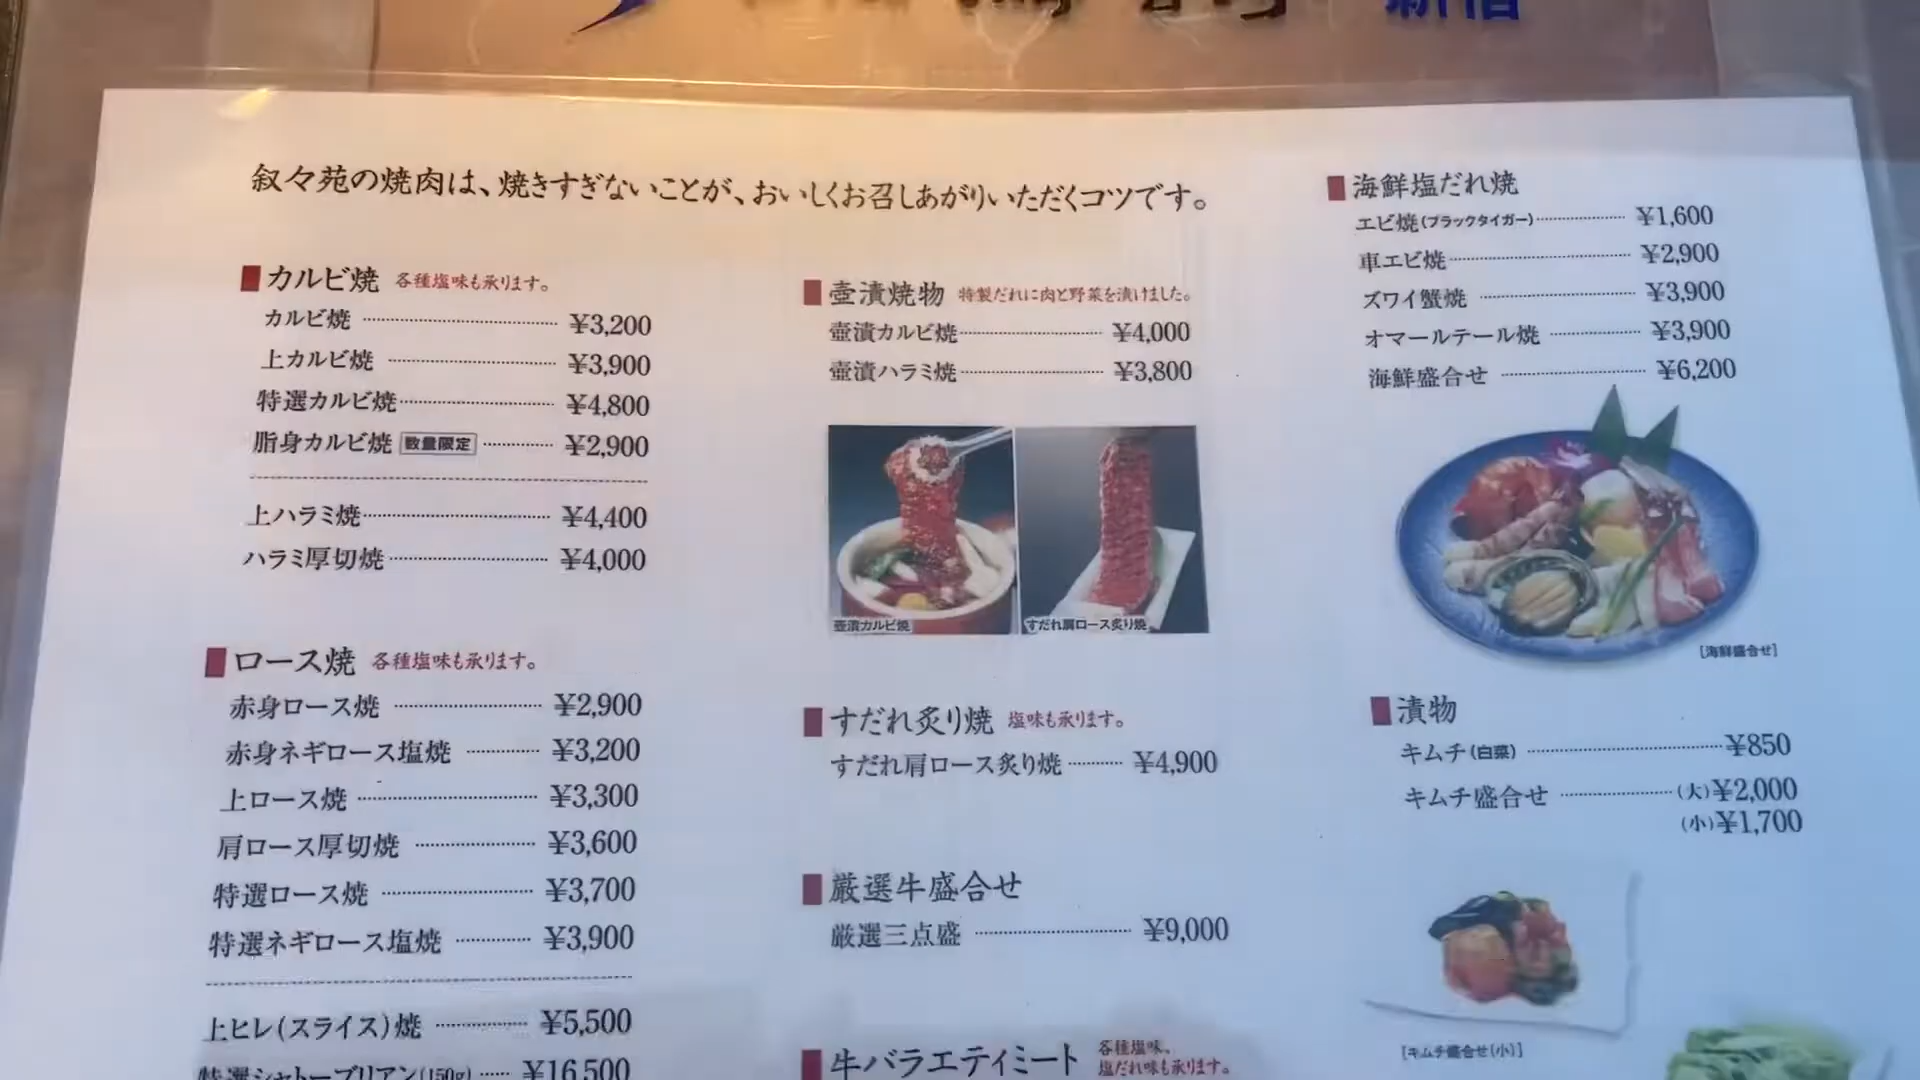 新宿
叙々苑の焼肉は、焼きすぎないことが、おいしくお召しあがりいただくコツです。
カルビ焼 各種塩味も承ります。
カルビ焼 ¥3,200
上カルビ焼 ¥3,900
特選カルビ焼 ¥4,800
脂身カルビ焼 数量限定 ¥2,900
上ハラミ焼 ¥4,400
ハラミ厚切焼 ¥4,000
ロース焼 各種塩味も承ります。
赤身ロース焼 ¥2,900
赤身ネギロース塩焼 ¥3,200
上ロース焼 ¥3,300
肩ロース厚切焼 ¥3,600
特選ロース焼 ¥3,700
特選ネギロース塩焼 ¥3,900
上ヒレ(スライス)焼 ¥5,500
特選シャトーブリアン(150g) ¥16,500
壺漬焼物 特製だれに肉と野菜を漬けました。
壺漬カルビ焼 ¥4,000
壺漬ハラミ焼 ¥3,800
壺漬カルビ焼
すだれ肩ロース炙り焼
すだれ炙り焼 塩味も承ります。
すだれ肩ロース炙り焼 ¥4,900
厳選牛盛合せ
厳選三点盛 ¥9,000
牛バラエティミート 各種塩味、
塩だれ味も承ります。
海鮮塩だれ焼
エビ焼(ブラックタイガー) ¥1,600
車エビ焼 ¥2,900
ズワイ蟹焼 ¥3,900
オマールテール焼 ¥3,900
海鮮盛合せ ¥6,200
[海鮮盛合せ]
漬物
キムチ(白菜) ¥850
キムチ盛合せ (大)¥2,000
(小)¥1,700
[キムチ盛合せ(小)]